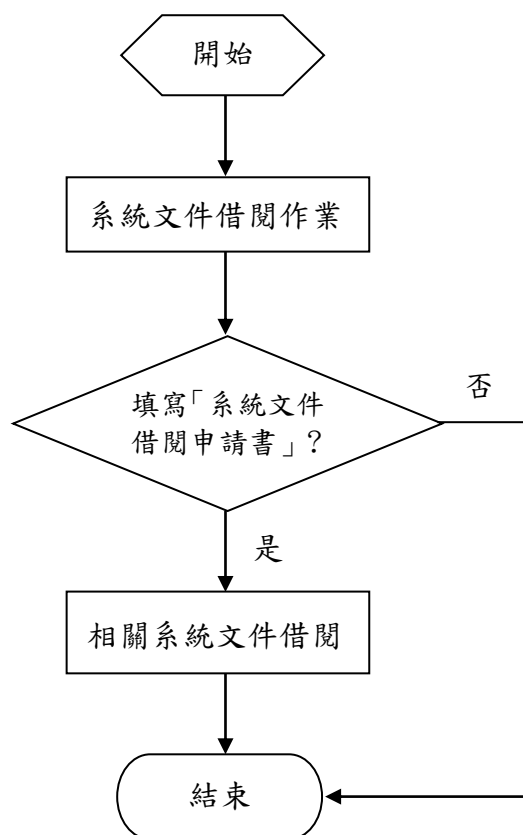 開始
系統文件借閱作業
填寫「系統文件
借閱申請書」？
否
是
相關系統文件借閱
結束